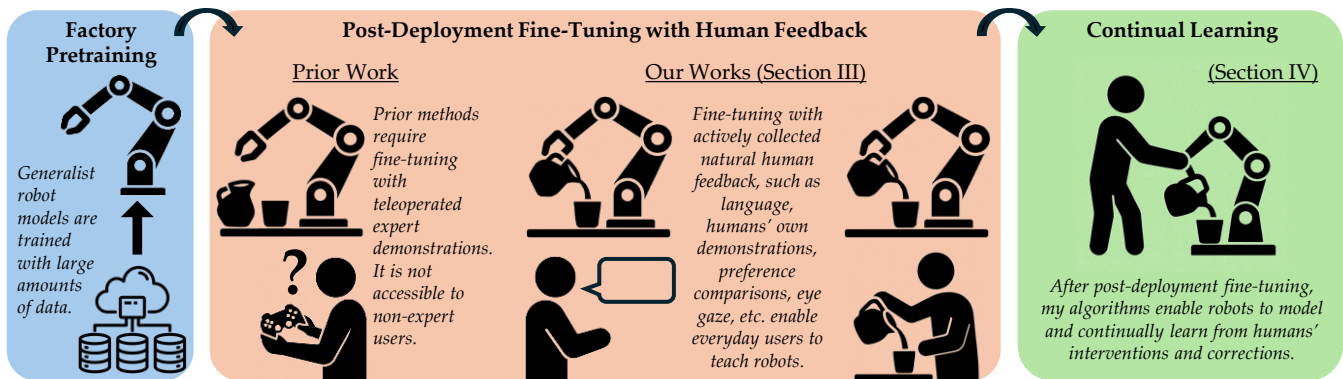 Factory
Pretraining
Generalist
robot
models are
trained
with large
amounts
of data.
Post-Deployment Fine-Tuning with Human Feedback
Prior Work
Prior methods
require
fine-tuning
with
teleoperated
expert
demonstrations.
It is not
accessible to
non-expert
users.
?
Our Works (Section III)
Fine-tuning with
actively collected
natural human
feedback, such as
language,
humans' own
demonstrations,
preference
comparisons, eye
gaze, etc. enable
everyday users to
teach robots.
Continual Learning
(Section IV)
After post-deployment fine-tuning,
my algorithms enable robots to model
and continually learn from humans'
interventions and corrections.